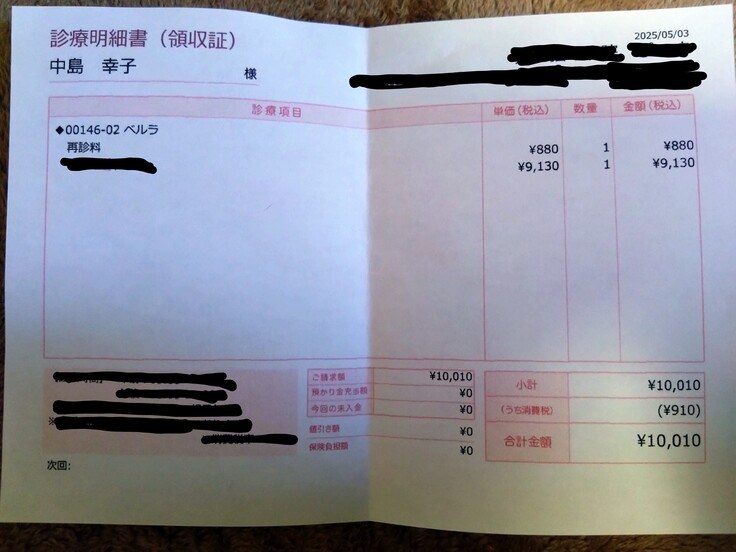 診療明細書（領収証）
2025/05/03
中島 幸子 様
診療項目 単価(税込) 数量 金額(税込)
◆00146-02 ベルラ
再診料 ¥880 1 ¥880
¥9,130 1 ¥9,130
ご請求額 ¥10,010
預かり金充当額 ¥0
今回の未入金 ¥0
値引き額 ¥0
保険負担額 ¥0
小計 ¥10,010
(うち消費税) (¥910)
合計金額 ¥10,010
※
次回: